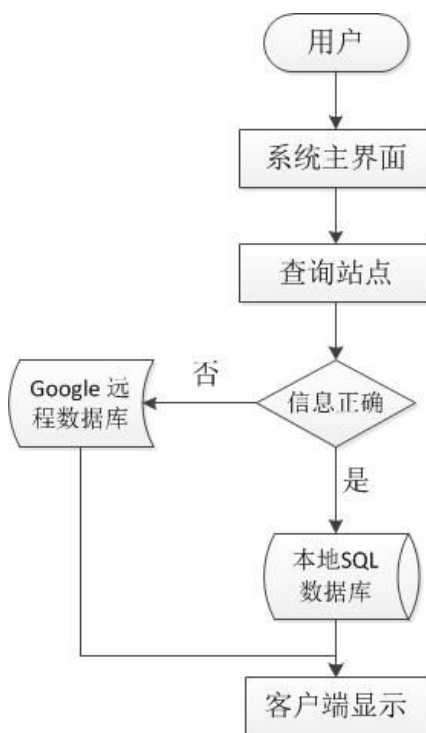 用户
系统主界面
查询站点
否
Google 远
程数据库
信息正确
是
本地SQL
数据库
客户端显示